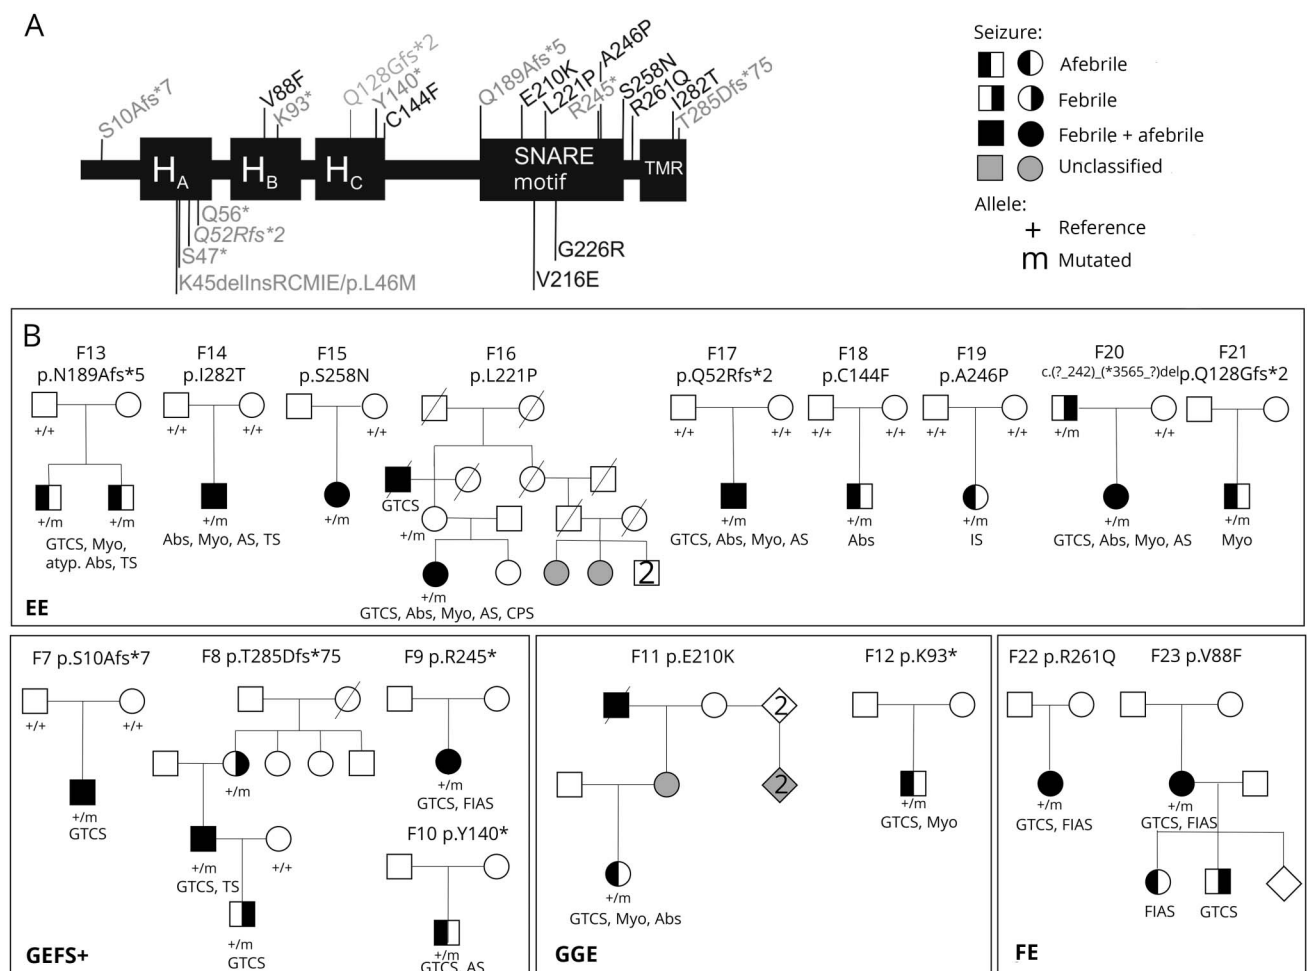 A
S10Afs*7
V88F
K93*
Q128Gfs*2
Y140*
C144F
Q189Afs*5
E210K
L221P/A246P
R245*
S258N
R261Q
I282T
T285Dfs*75
HA
HB
HC
SNARE
motif
TMR
Q56*
Q52Rfs*2
S47*
K45delInsRCMIE/p.L46M
G226R
V216E
Seizure:
Afebrile
Febrile
Febrile + afebrile
Unclassified
Allele:
+ Reference
m Mutated
B
F13
p.N189Afs*5
+/m +/m
GTCS, Myo,
atyp. Abs, TS
F14
p.I282T
+/+ +/+
+/m
Abs, Myo, AS, TS
F15
p.S258N
+/+
+/m
F16
p.L221P
GTCS
+/m
2
+/m
GTCS, Abs, Myo, AS, CPS
F17
p.Q52Rfs*2
+/+ +/+
+/m
GTCS, Abs, Myo, AS
F18
p.C144F
+/+ +/+
+/m
Abs
F19
p.A246P
+/+ +/+
+/m
IS
F20
c.(?_242)_(*3565_?)del
+/m +/+
+/m
GTCS, Abs, Myo, AS
F21
p.Q128Gfs*2
+/m
Myo
EE
F7 p.S10Afs*7
+/+ +/+
+/m
GTCS
F8 p.T285Dfs*75
+/m
+/m +/+
GTCS, TS
+/m
GTCS
F9 p.R245*
+/m
GTCS, FIAS
F10 p.Y140*
+/m
GTCS, AS
GEFS+
F11 p.E210K
2
2
+/m
GTCS, Myo, Abs
F12 p.K93*
+/m
GTCS, Myo
GGE
F22 p.R261Q
+/m
GTCS, FIAS
F23 p.V88F
+/m
GTCS, FIAS
FIAS GTCS
FE